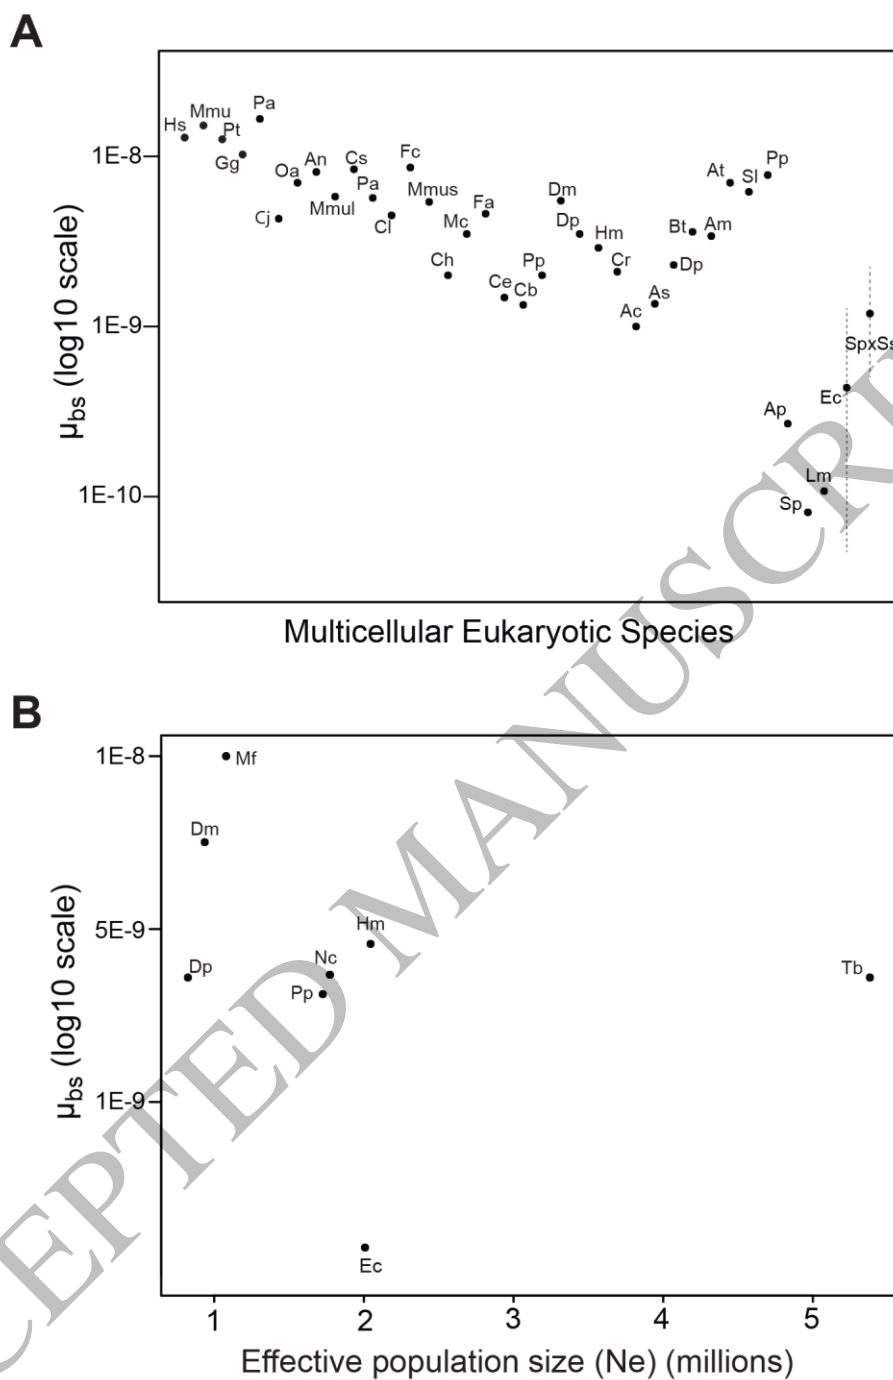 A
Pa
Mmu
Hs
Pt
1E-8
Gg
Fc
Cs
An
Oa
Pa
Mmus
Mmul
Cj
Cl
Fa
Mc
Dm
Dp
Hm
Pp
At
Sl
Bt
Am
Ch
Pp
Cr
Dp
Ce
Cb
As
Ac
1E-9
SpxSs
Ec
Ap
Lm
1E-10
Sp
μbs (log10 scale)
Multicellular Eukaryotic Species
B
1E-8
Mf
Dm
5E-9
Hm
Nc
Dp
Pp
Tb
1E-9
Ec
μbs (log10 scale)
1 2 3 4 5
Effective population size (Ne) (millions)
CEPTED MANUSCRI